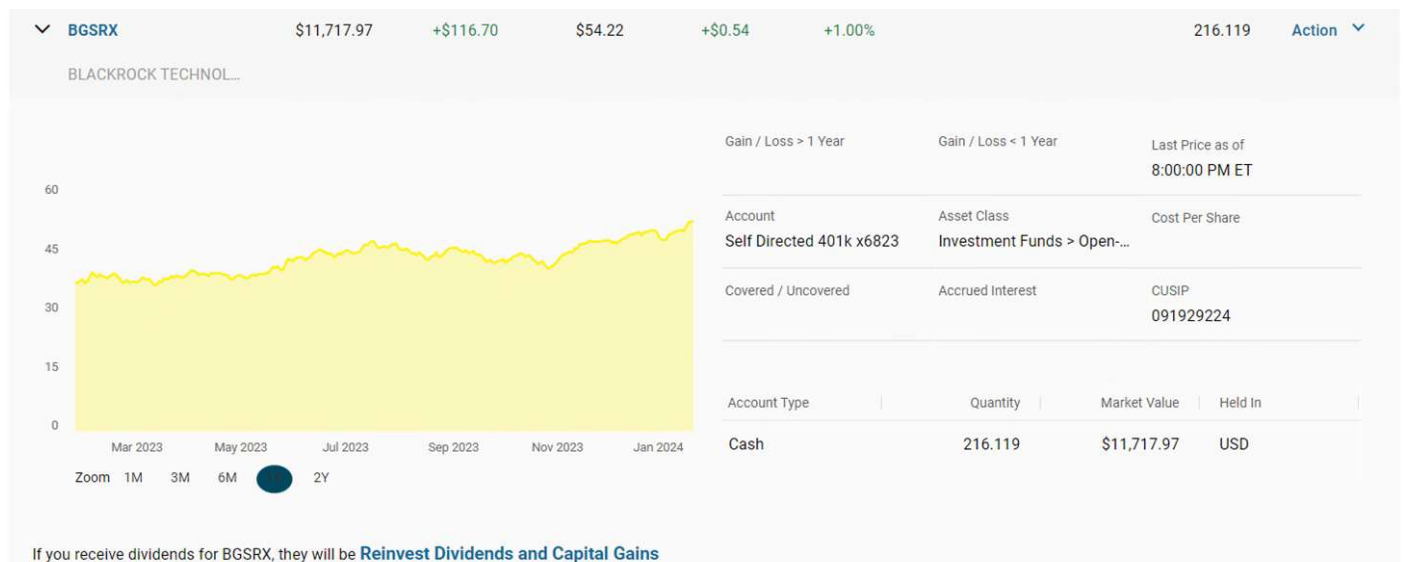 BGSRX $11,717.97 +$116.70 $54.22 +$0.54 +1.00% 216.119 Action
BLACKROCK TECHNOL...
Gain / Loss > 1 Year Gain / Loss < 1 Year Last Price as of
8:00:00 PM ET
60
Account Asset Class Cost Per Share
Self Directed 401k x6823 Investment Funds > Open-...
45
Covered / Uncovered Accrued Interest CUSIP
091929224
30
15
Account Type Quantity Market Value Held In
0
Cash 216.119 $11,717.97 USD
Mar 2023 May 2023 Jul 2023 Sep 2023 Nov 2023 Jan 2024
Zoom 1M 3M 6M 2Y
If you receive dividends for BGSRX, they will be Reinvest Dividends and Capital Gains